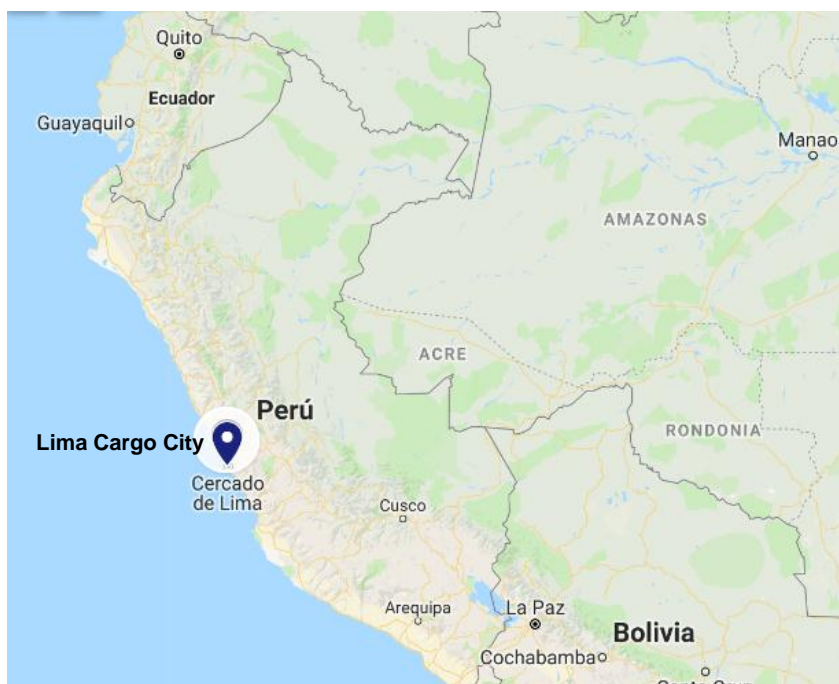 Quito
Ecuador
Guayaquil
Manao
AMAZONAS
ACRE
Perú
RONDONIA
Lima Cargo City
Cercado
de Lima
Cusco
Arequipa
La Paz
Bolivia
Cochabamba